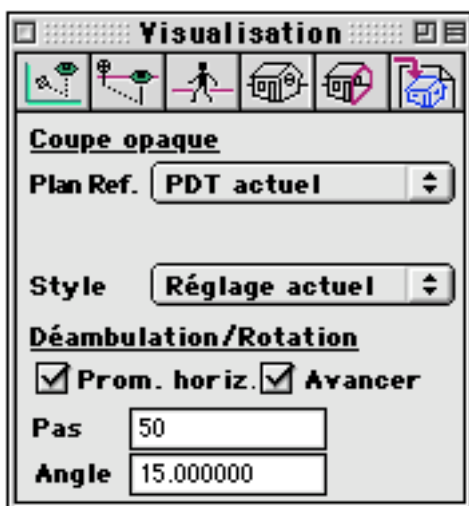 Visualisation
Coupe opaque
Plan Ref. PDT actuel
Style Réglage actuel
Déambulation/Rotation
Prom. horiz. Avancer
Pas 50
Angle 15.000000